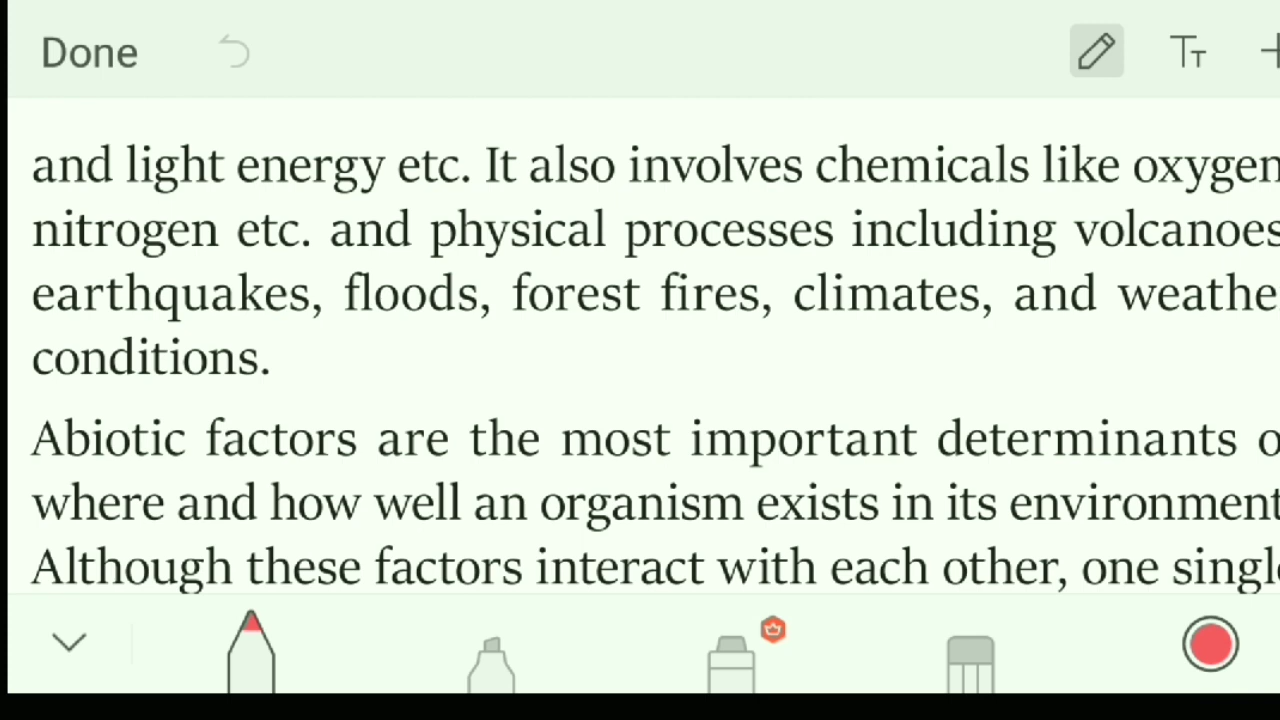 Done
and light energy etc. It also involves chemicals like oxygen
nitrogen etc. and physical processes including volcanoes
earthquakes, floods, forest fires, climates, and weathe
conditions.
Abiotic factors are the most important determinants o
where and how well an organism exists in its environment
Although these factors interact with each other, one singl